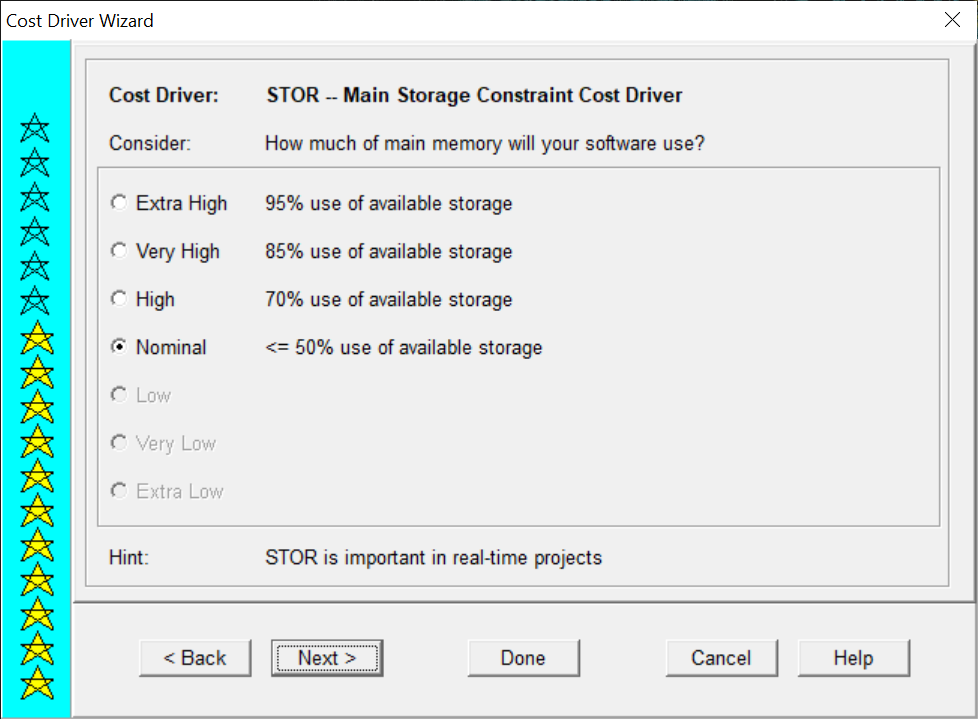 Cost Driver Wizard
Cost Driver: STOR -- Main Storage Constraint Cost Driver
Consider: How much of main memory will your software use?
Extra High 95% use of available storage
Very High 85% use of available storage
High 70% use of available storage
Nominal <= 50% use of available storage
Low
Very Low
Extra Low
Hint: STOR is important in real-time projects
< Back Next > Done Cancel Help